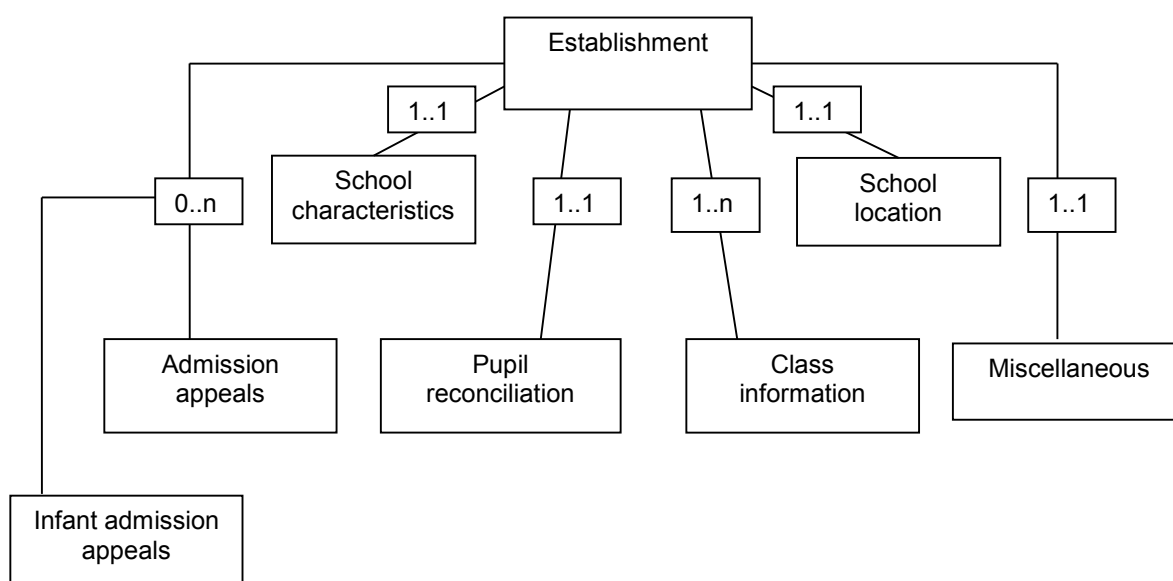 Establishment
1..1
1..1
School
characteristics
School
location
0..n
1..1
1..n
1..1
Admission
appeals
Pupil
reconciliation
Class
information
Miscellaneous
Infant admission
appeals